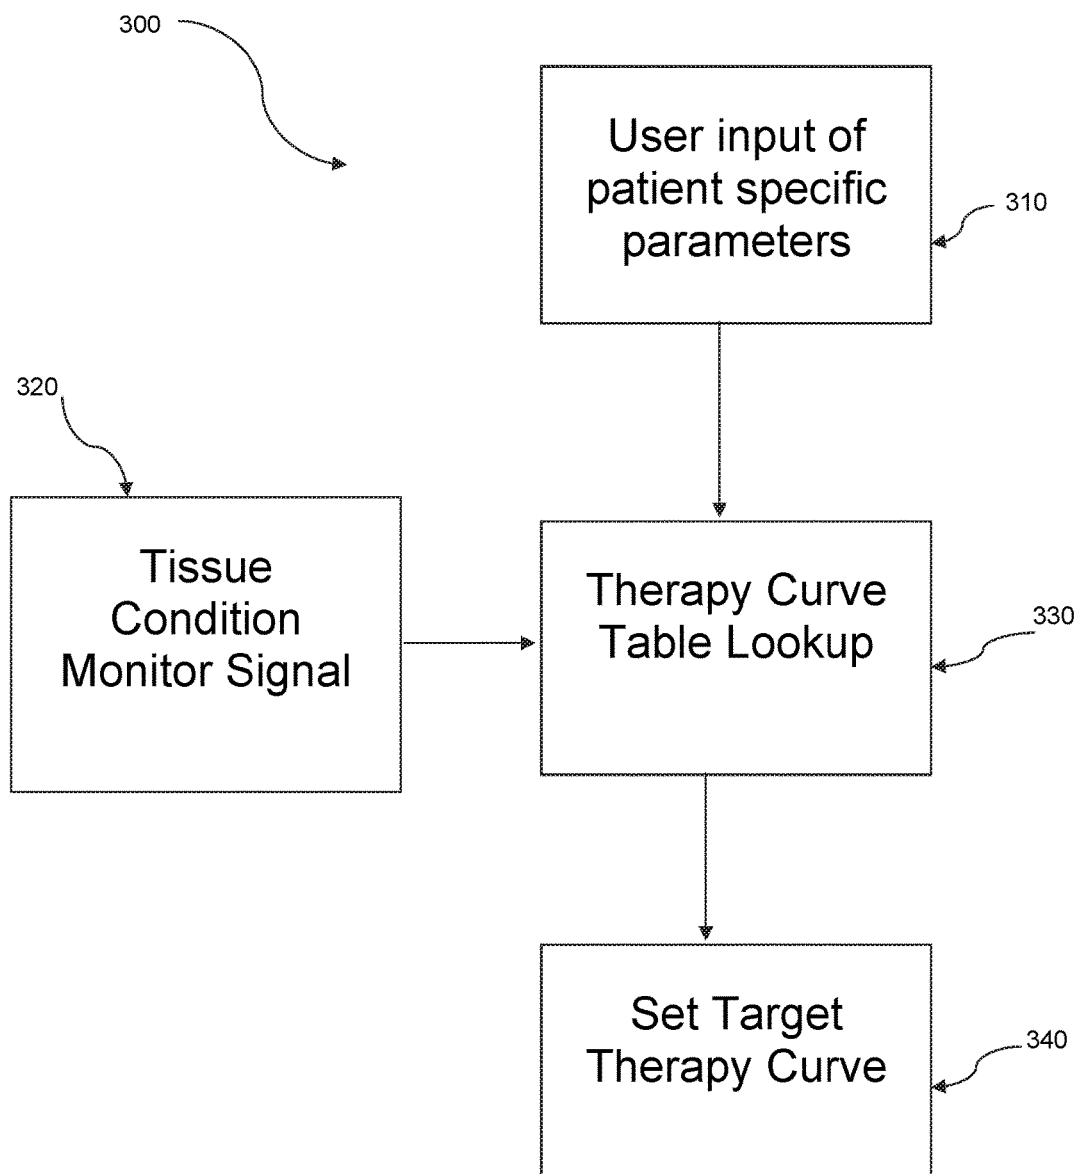 300
User input of
patient specific
parameters
310
320
Tissue
Condition
Monitor Signal
Therapy Curve
Table Lookup
330
Set Target
Therapy Curve
340